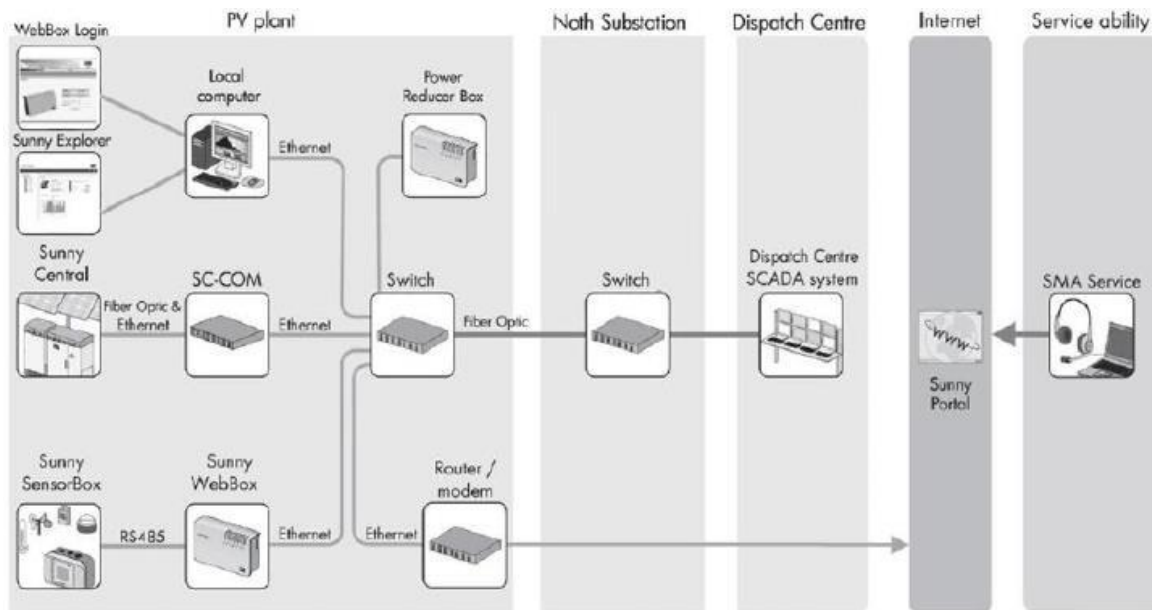 PV plant
Nath Substation
Dispatch Centre
Internet
Service ability
WebBox Login
Local
computer
Power
Reducer Box
Sunny Explorer
Ethernet
Sunny
Central
SC-COM
Switch
Switch
Dispatch Centre
SCADA system
SMA Service
Fiber Optic &
Ethernet
Ethernet
Fiber Optic
www
Sunny
Portal
Sunny
SensorBox
Sunny
WebBox
Router /
modem
RS485
Ethernet
Ethernet